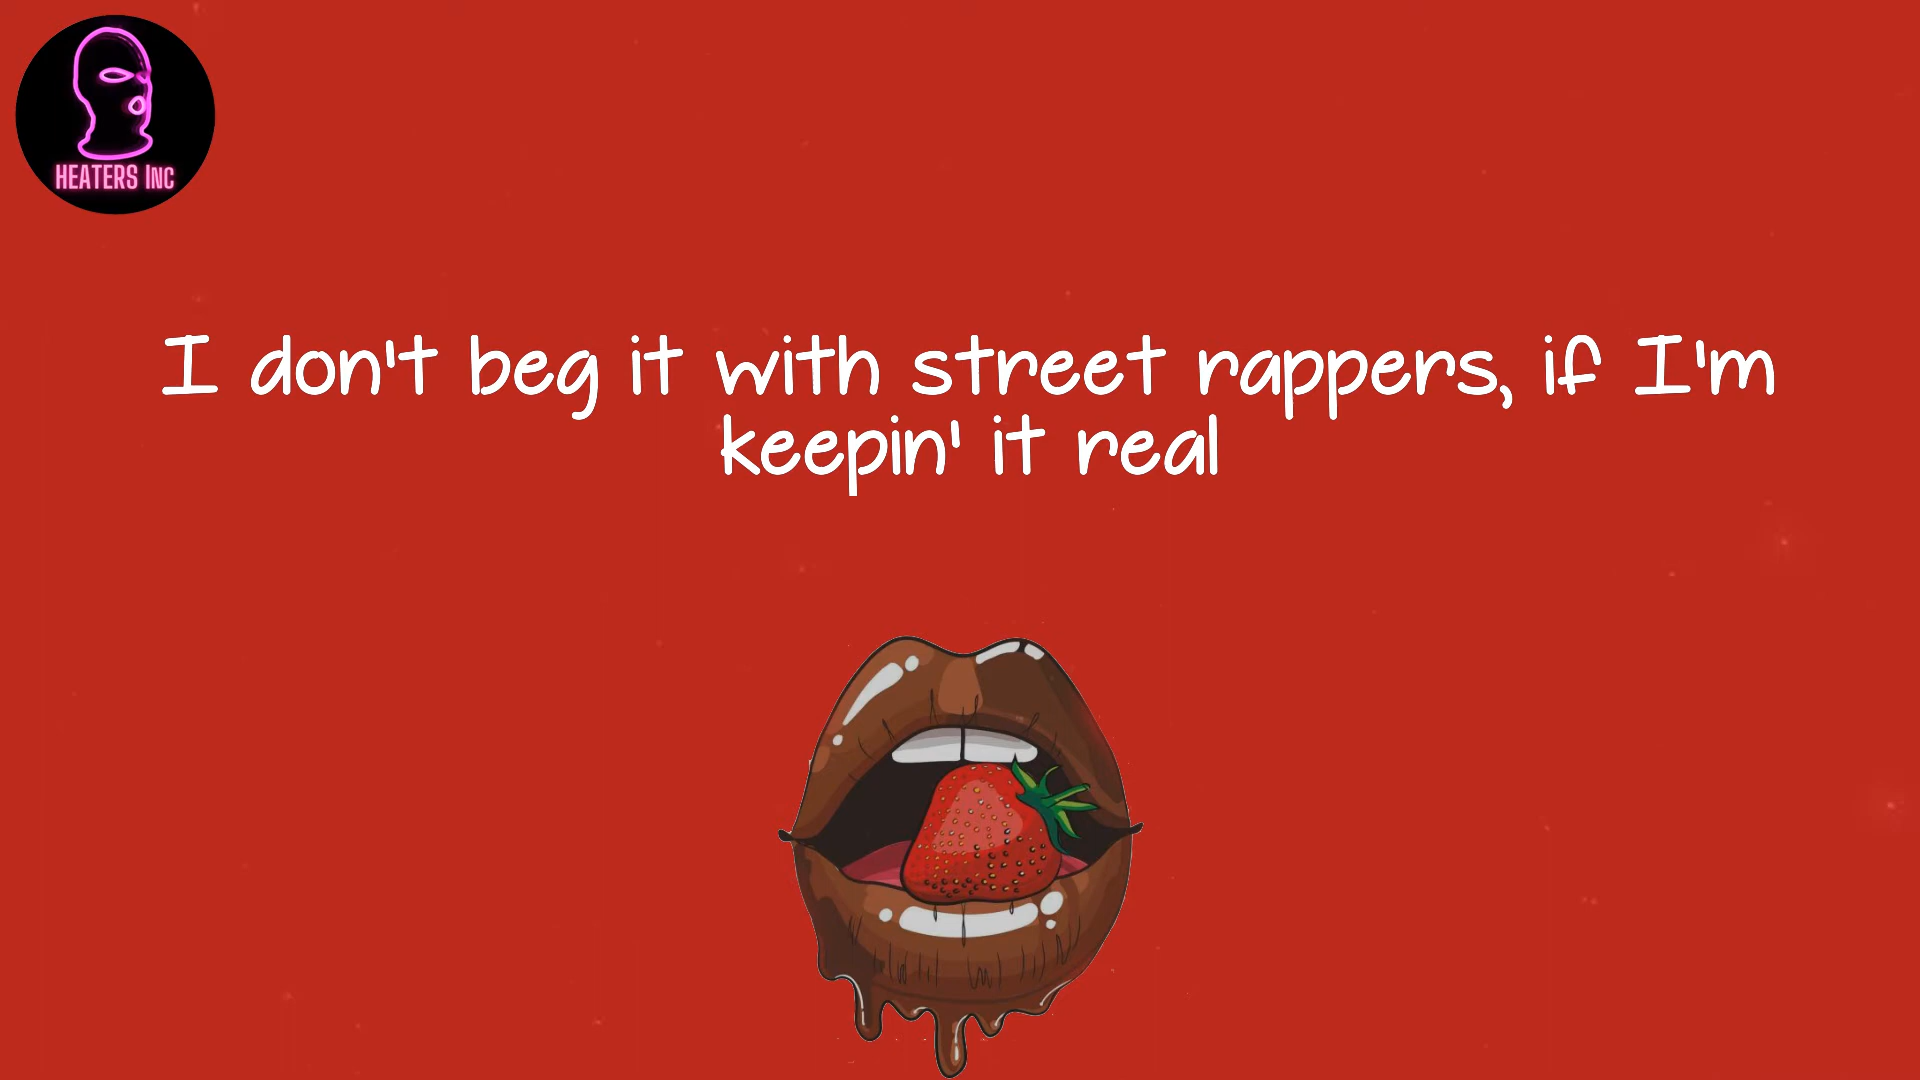 HEATERS INC
I don't beg it with street rappers, if I'm
keepin' it real